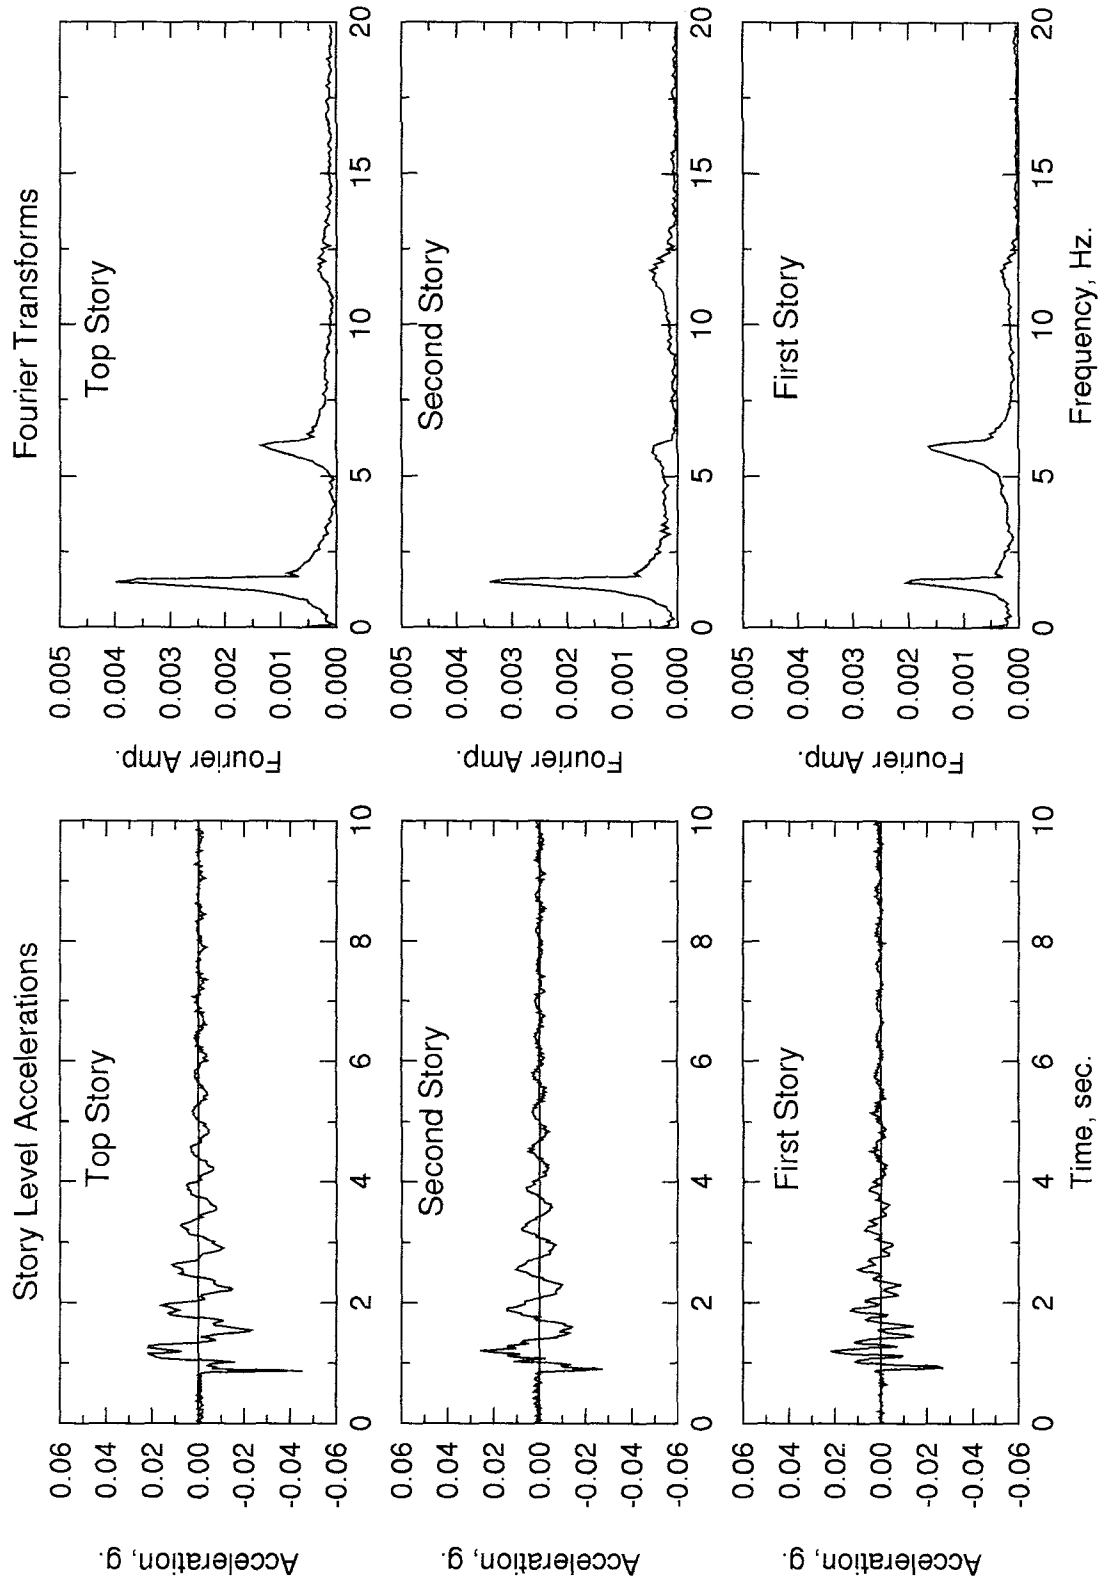 Story Level Accelerations
Top Story
0.06
0.04
0.02
0.00
-0.02
-0.04
-0.06
Acceleration, g.
0 2 4 6 8 10
Second Story
0.06
0.04
0.02
0.00
-0.02
-0.04
-0.06
Acceleration, g.
0 2 4 6 8 10
First Story
0.06
0.04
0.02
0.00
-0.02
-0.04
-0.06
Acceleration, g.
0 2 4 6 8 10
Time, sec.
Fourier Transforms
Top Story
0.005
0.004
0.003
0.002
0.001
0.000
Fourier Amp.
0 5 10 15 20
Second Story
0.005
0.004
0.003
0.002
0.001
0.000
Fourier Amp.
0 5 10 15 20
First Story
0.005
0.004
0.003
0.002
0.001
0.000
Fourier Amp.
0 5 10 15 20
Frequency, Hz.